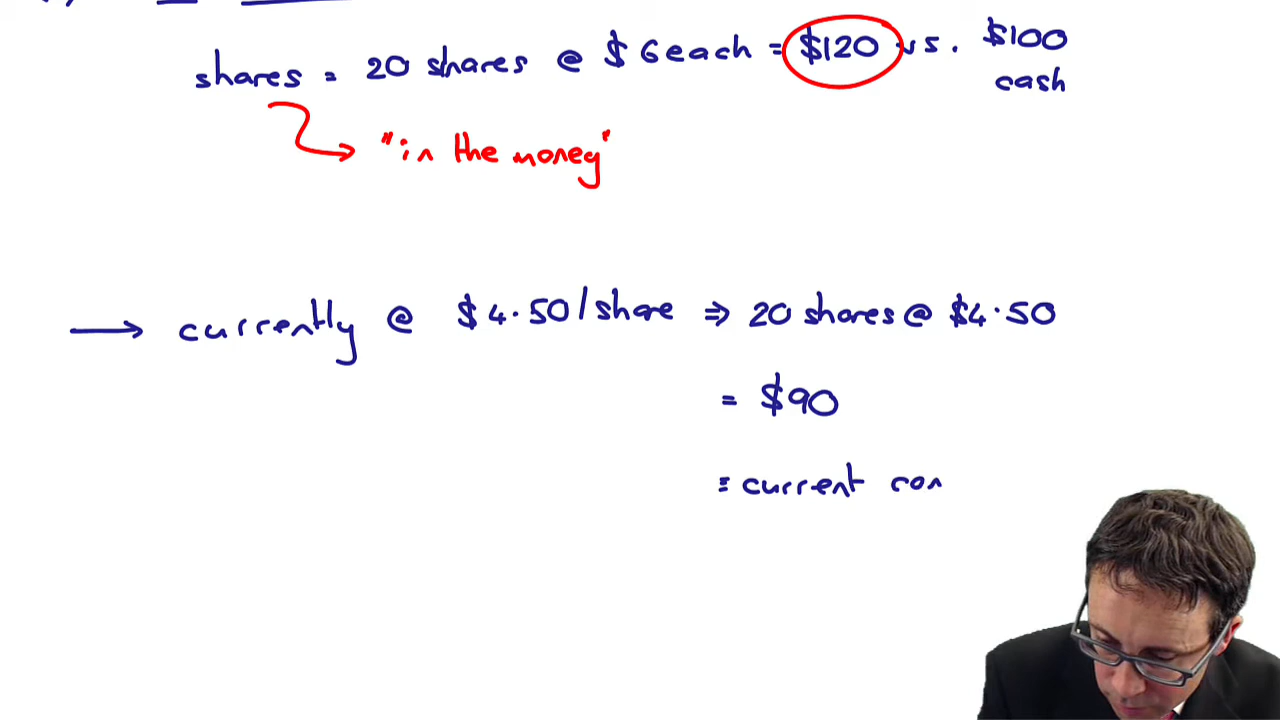 shares = 20 shares @ $6 each = $120 vs. $100
cash
"in the money"
currently @ $4.50/share ⇒ 20 shares @ $4.50
= $90
= current con